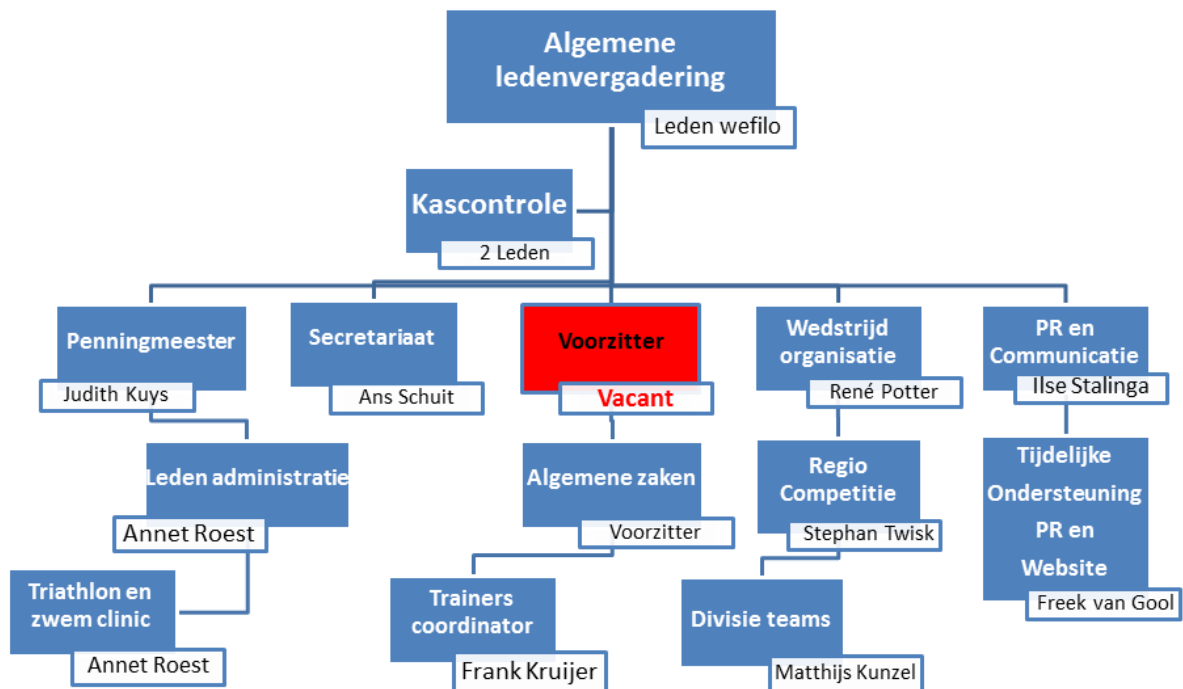 Algemene
ledenvergadering
Leden wefilo
Kascontrole
2 Leden
Penningmeester
Judith Kuys
Secretariaat
Ans Schuit
Voorzitter
Vacant
Wedstrijd
organisatie
René Potter
PR en
Communicatie
Ilse Stalinga
Leden administratie
Annet Roest
Algemene zaken
Voorzitter
Regio
Competitie
Stephan Twisk
Tijdelijke
Ondersteuning
PR en
Website
Freek van Gool
Triathlon en
zwem clinic
Annet Roest
Trainers
coordinator
Frank Kruijer
Divisie teams
Matthijs Kunzel